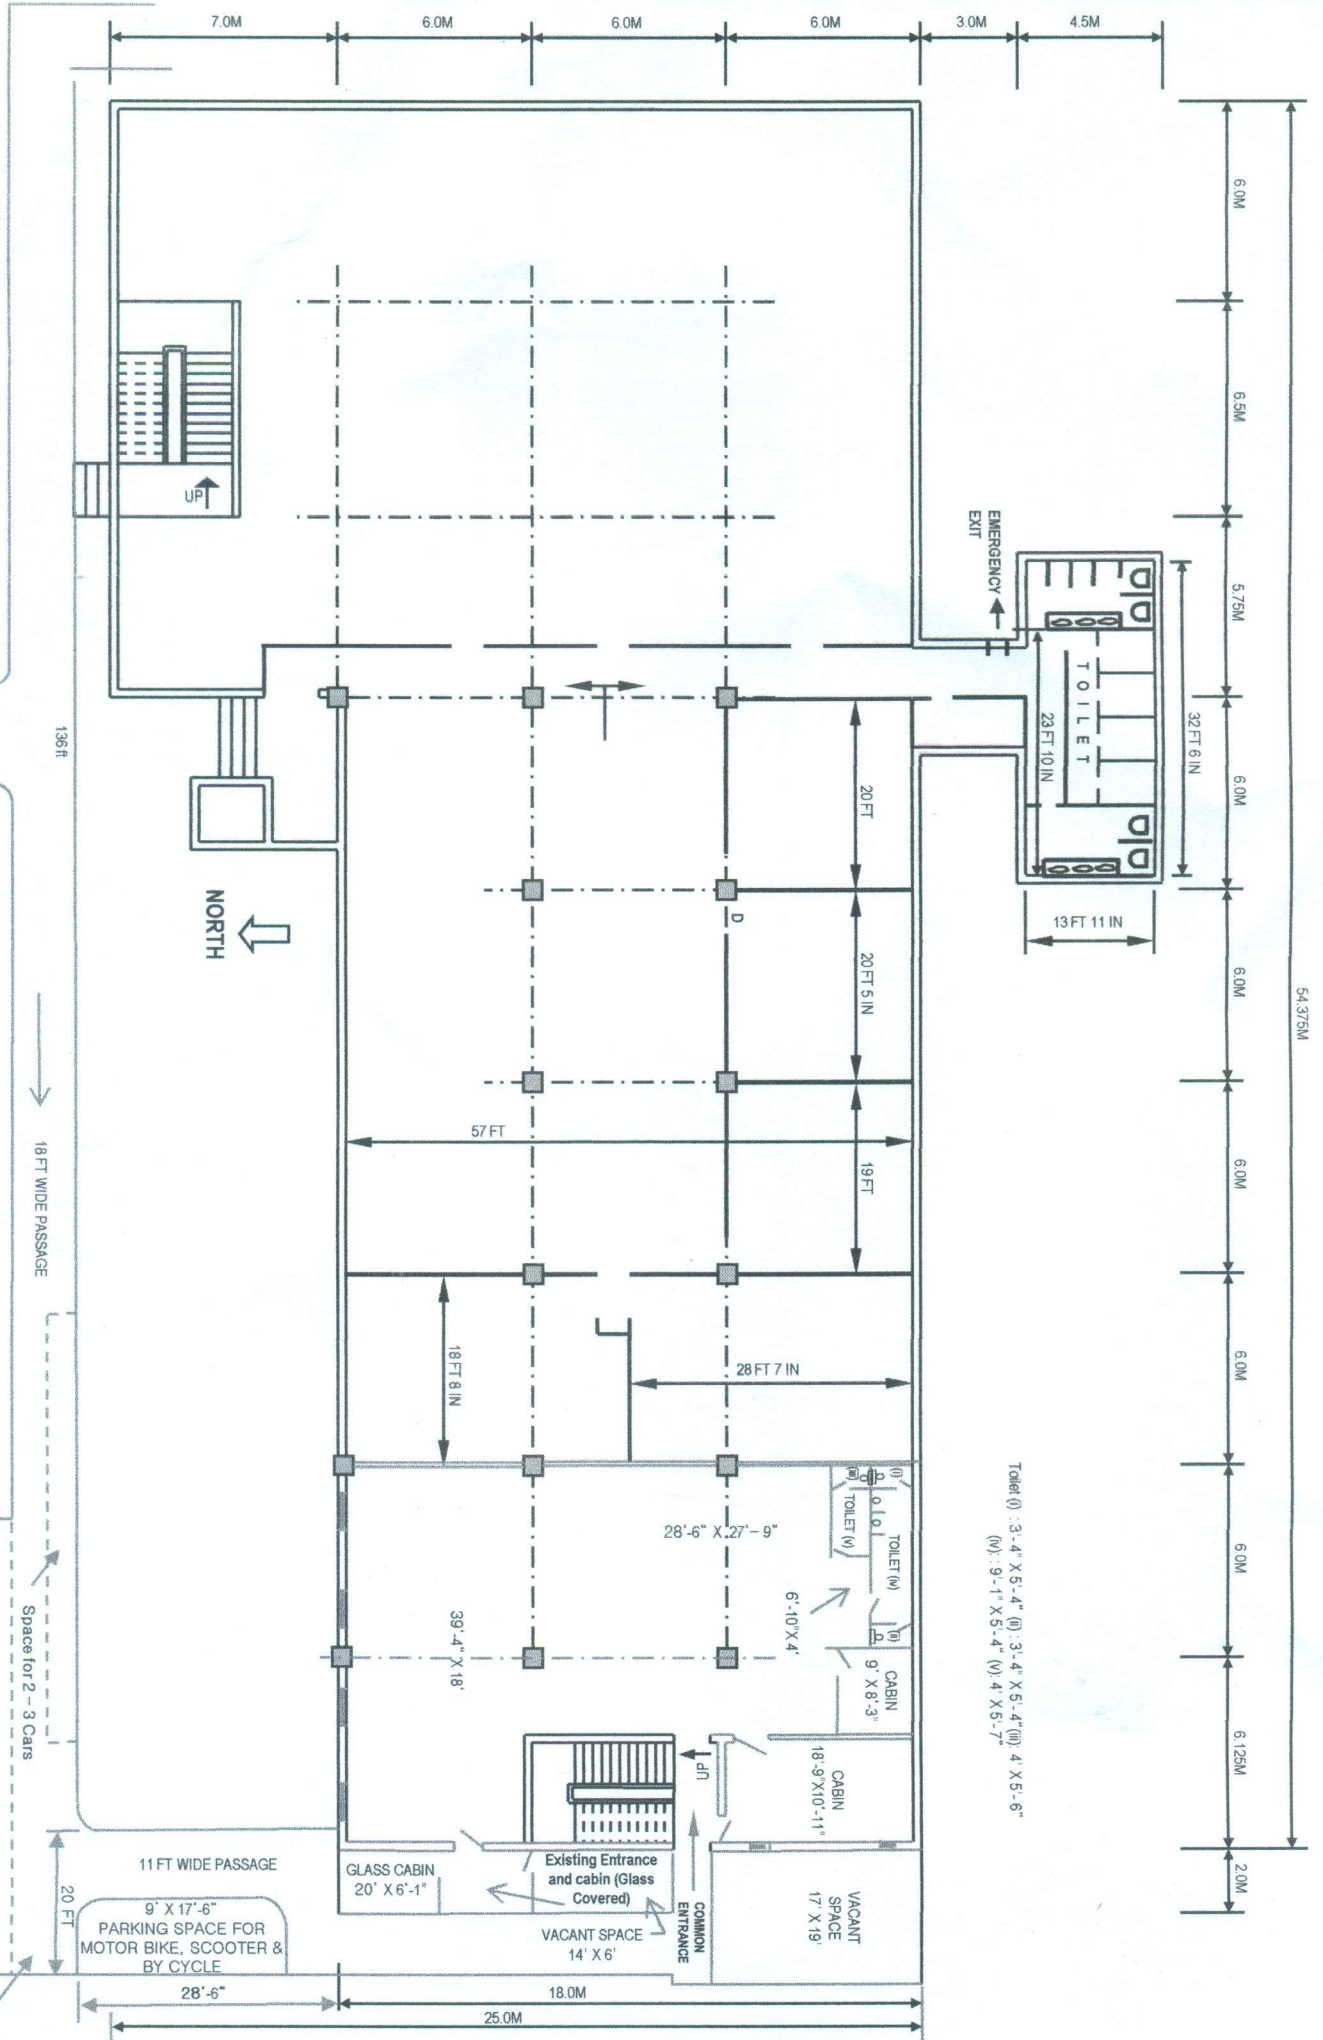 7.0M
6.0M
6.0M
6.0M
3.0M
4.5M
6.0M
6.5M
5.75M
6.0M
6.0M
6.0M
6.0M
6.0M
6.125M
2.0M
54.375M
UP
EMERGENCY
EXIT
TOILET
32 FT 6 IN
23 FT 10 IN
13 FT 11 IN
136 ft
20 FT
D
20 FT 5 IN
NORTH
57 FT
19 FT
18 FT WIDE PASSAGE
18 FT 8 IN
28 FT 7 IN
Toilet (i) : 3'-4" X 5'-4" (ii) : 3'-4" X 5'-4" (iii): 4' X 5'-6"
(iv): : 9'-1" X 5'-4" (v): 4' X 5'-7"
(i)
(iii)
TOILET (v)
TOILET (iv)
(ii)
28'-6" X 27'-9"
6'-10"X 4'
39'-4" X 18'
CABIN
9' X 8'-3"
CABIN
18'-9"X10'-11"
UP
Space for 2 – 3 Cars
COMMON
ENTRANCE
Existing Entrance
and cabin (Glass
Covered)
GLASS CABIN
20' X 6'-1"
VACANT SPACE
14' X 6'
VACANT
SPACE
17' X 19'
11 FT WIDE PASSAGE
20 FT
9' X 17'-6"
PARKING SPACE FOR
MOTOR BIKE, SCOOTER &
BY CYCLE
28'-6"
18.0M
25.0M